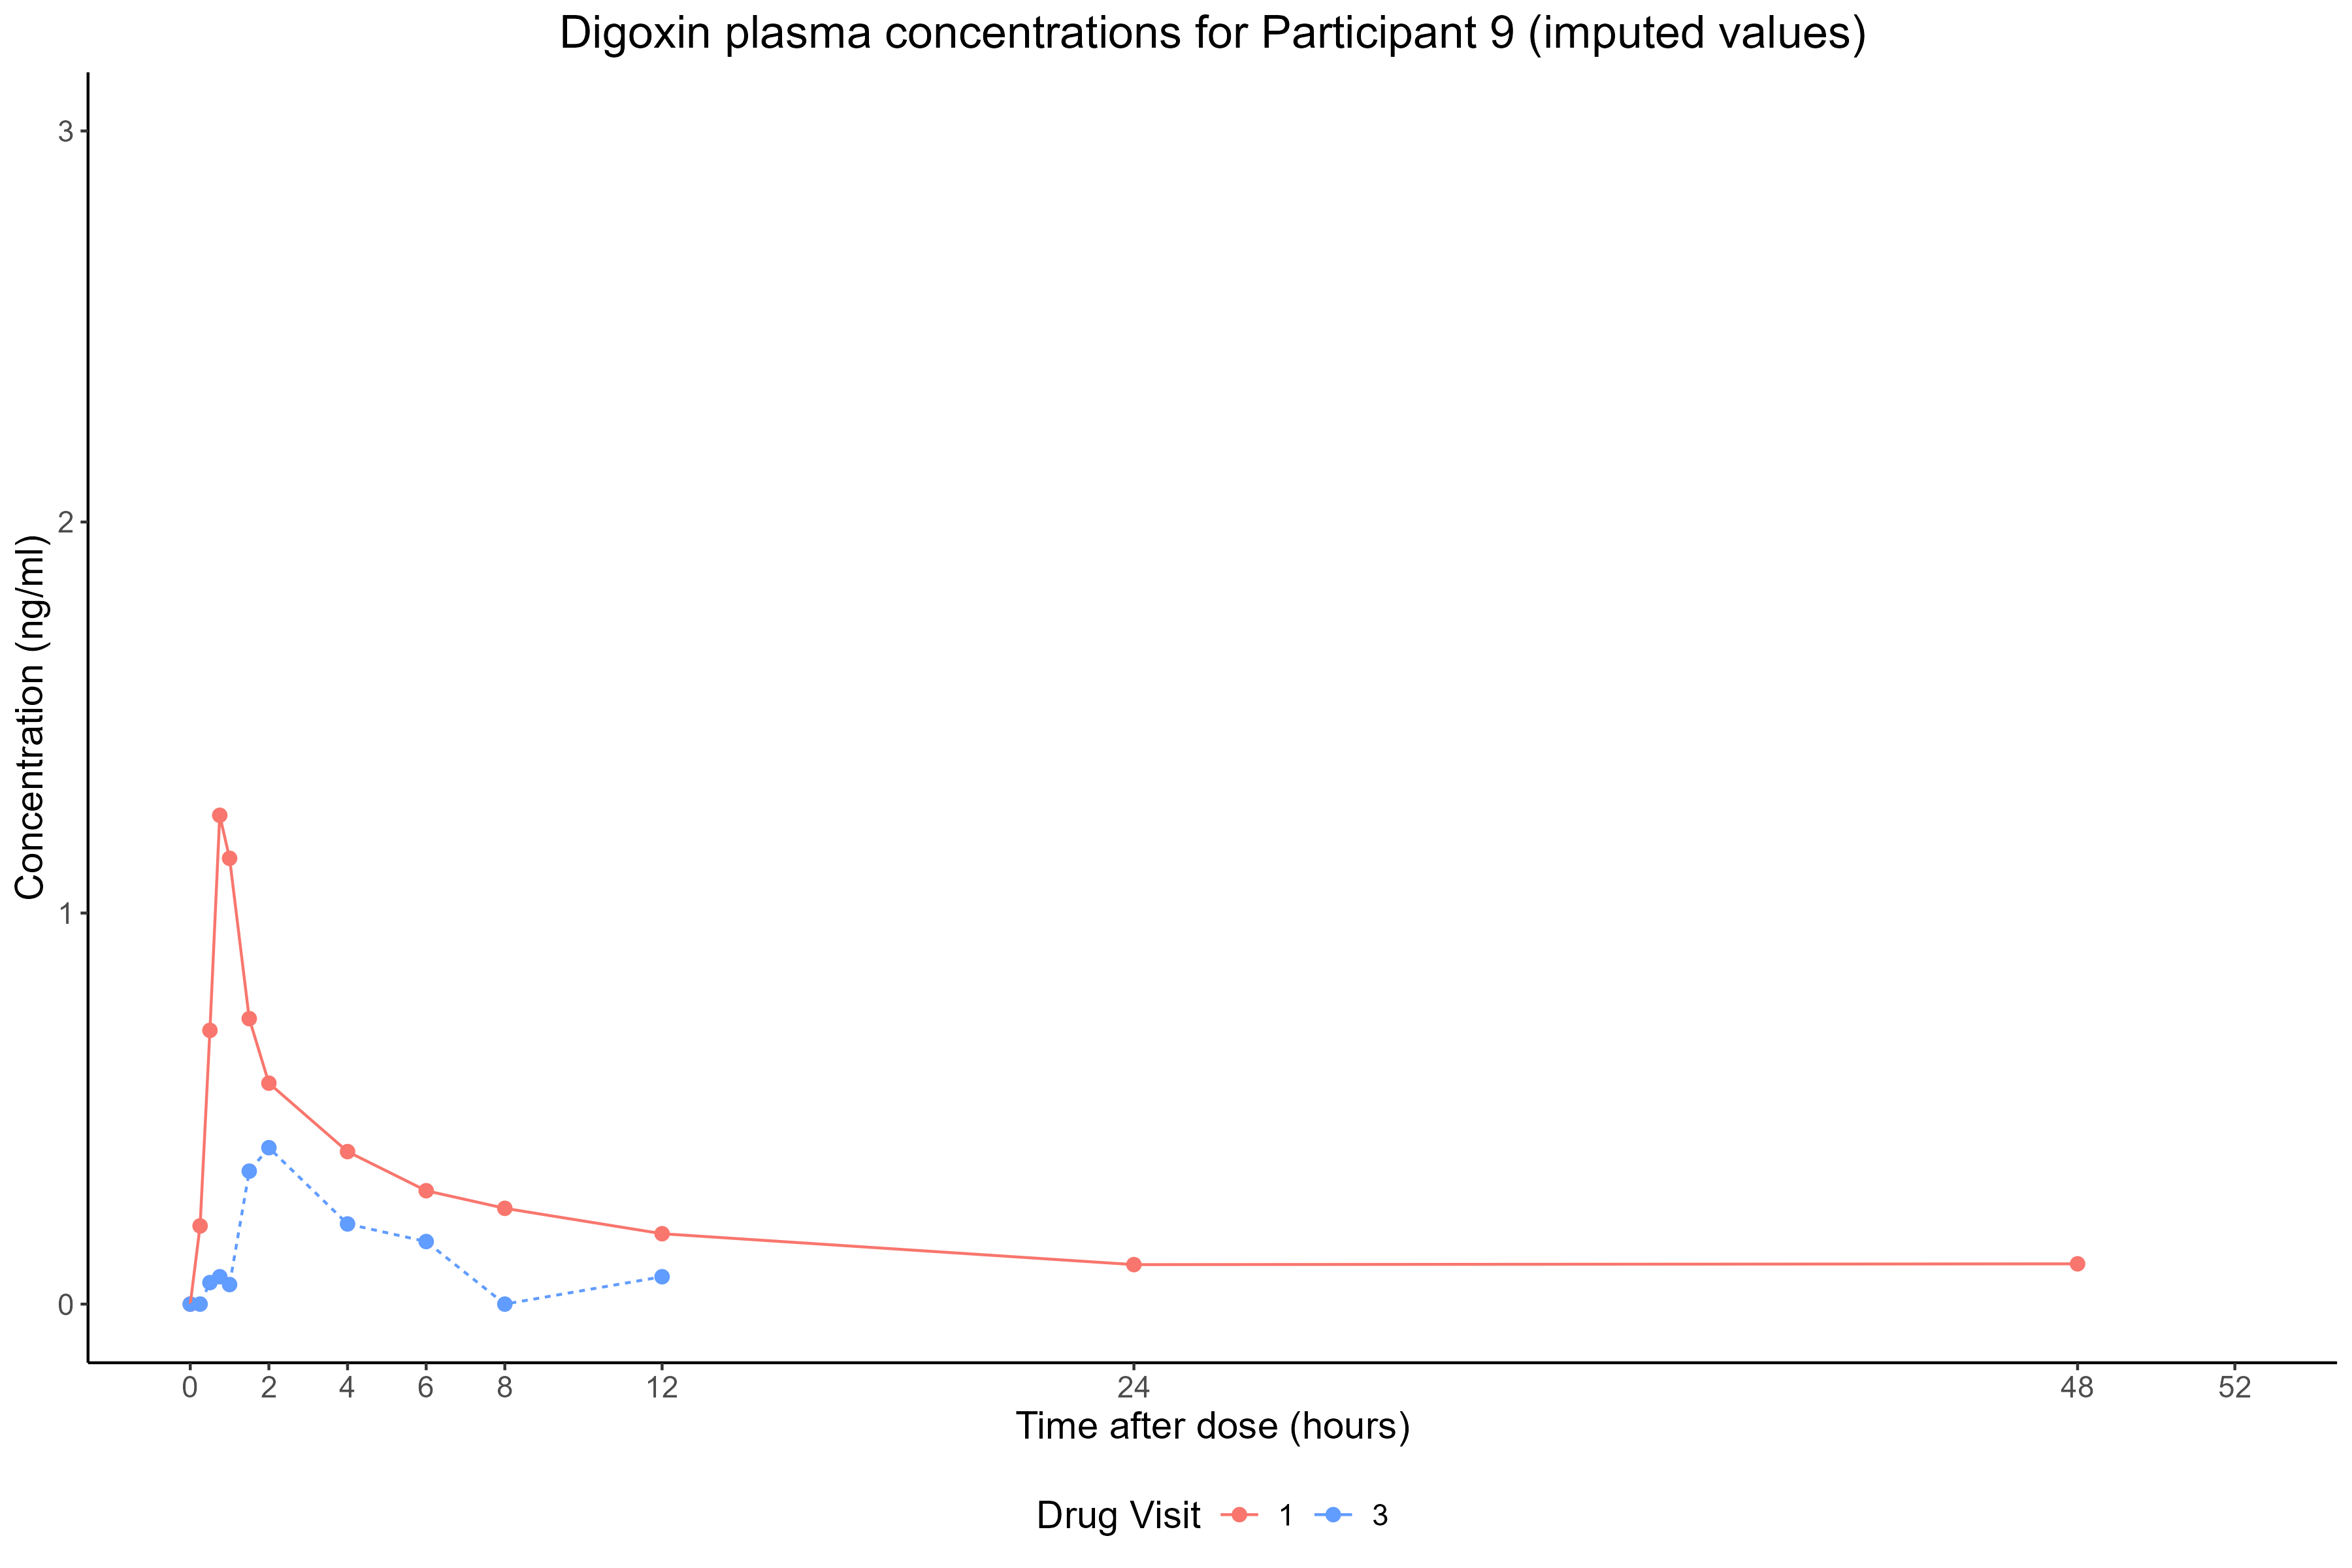 Digoxin plasma concentrations for Participant 9 (imputed values)
Concentration (ng/ml)
3
2
1
0
0 2 4 6 8 12 24 48 52
Time after dose (hours)
Drug Visit 1 3